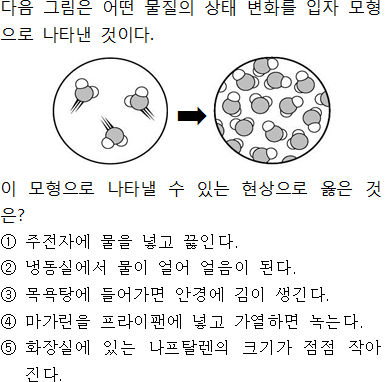 다음 그림은 어떤 물질의 상태 변화를 입자 모형
으로 나타낸 것이다.
이 모형으로 나타낼 수 있는 현상으로 옳은 것
은?
① 주전자에 물을 넣고 끓인다.
② 냉동실에서 물이 얼어 얼음이 된다.
③ 목욕탕에 들어가면 안경에 김이 생긴다.
④ 마가린을 프라이팬에 넣고 가열하면 녹는다.
⑤ 화장실에 있는 나프탈렌의 크기가 점점 작아
진다.